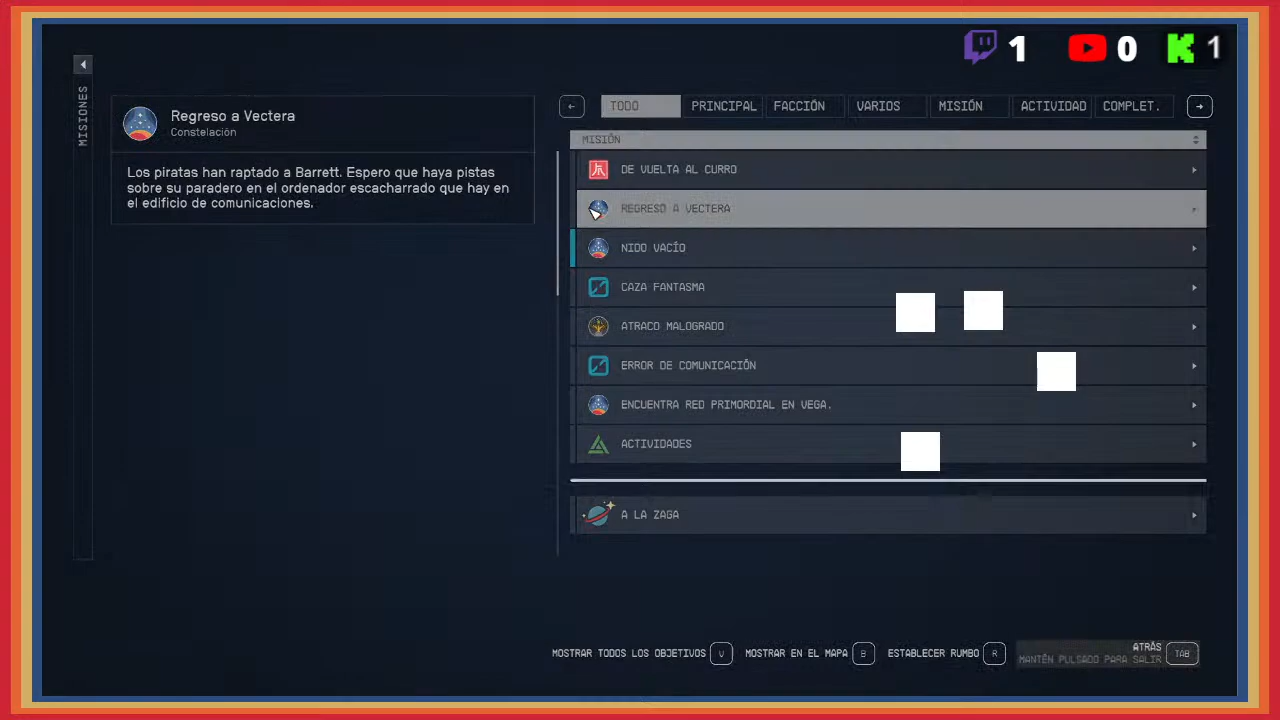 1 0 1
MISIONES
Regreso a Vectera
Constelación
Los piratas han raptado a Barrett. Espero que haya pistas
sobre su paradero en el ordenador escacharrado que hay en
el edificio de comunicaciones.
TODO PRINCIPAL FACCIÓN VARIOS MISIÓN ACTIVIDAD COMPLET.
MISIÓN
DE VUELTA AL CURRO
REGRESO A VECTERA
NIDO VACÍO
CAZA FANTASMA
ATRACO MALOGRADO
ERROR DE COMUNICACIÓN
ENCUENTRA RED PRIMORDIAL EN VEGA.
ACTIVIDADES
A LA ZAGA
MOSTRAR TODOS LOS OBJETIVOS V MOSTRAR EN EL MAPA B ESTABLECER RUMBO R ATRÁS TAB
MANTÉN PULSADO PARA SALIR